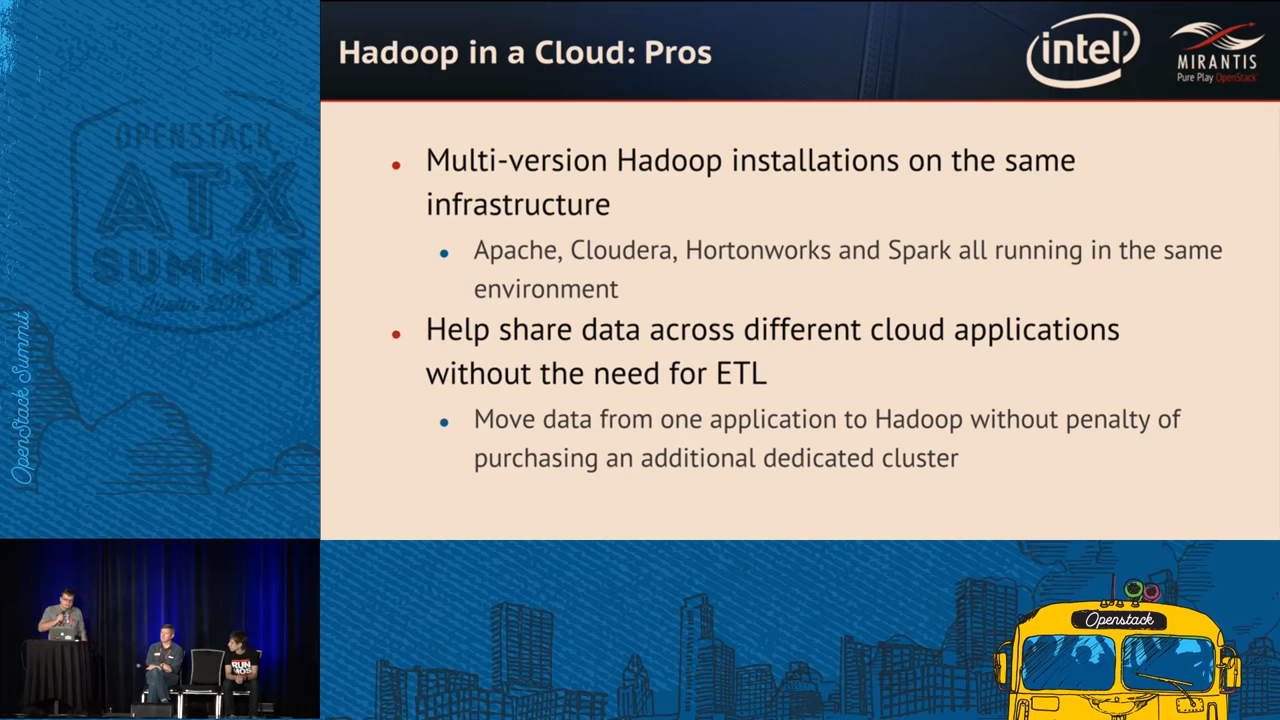 Hadoop in a Cloud: Pros
intel
MIRANTIS
Pure Play OpenStack
Multi-version Hadoop installations on the same
infrastructure
Apache, Cloudera, Hortonworks and Spark all running in the same
environment
Help share data across different cloud applications
without the need for ETL
Move data from one application to Hadoop without penalty of
purchasing an additional dedicated cluster
OPENSTACK
ATX
SUMMIT
Austin 2016
OpenStack Summit
RUN
Openstack